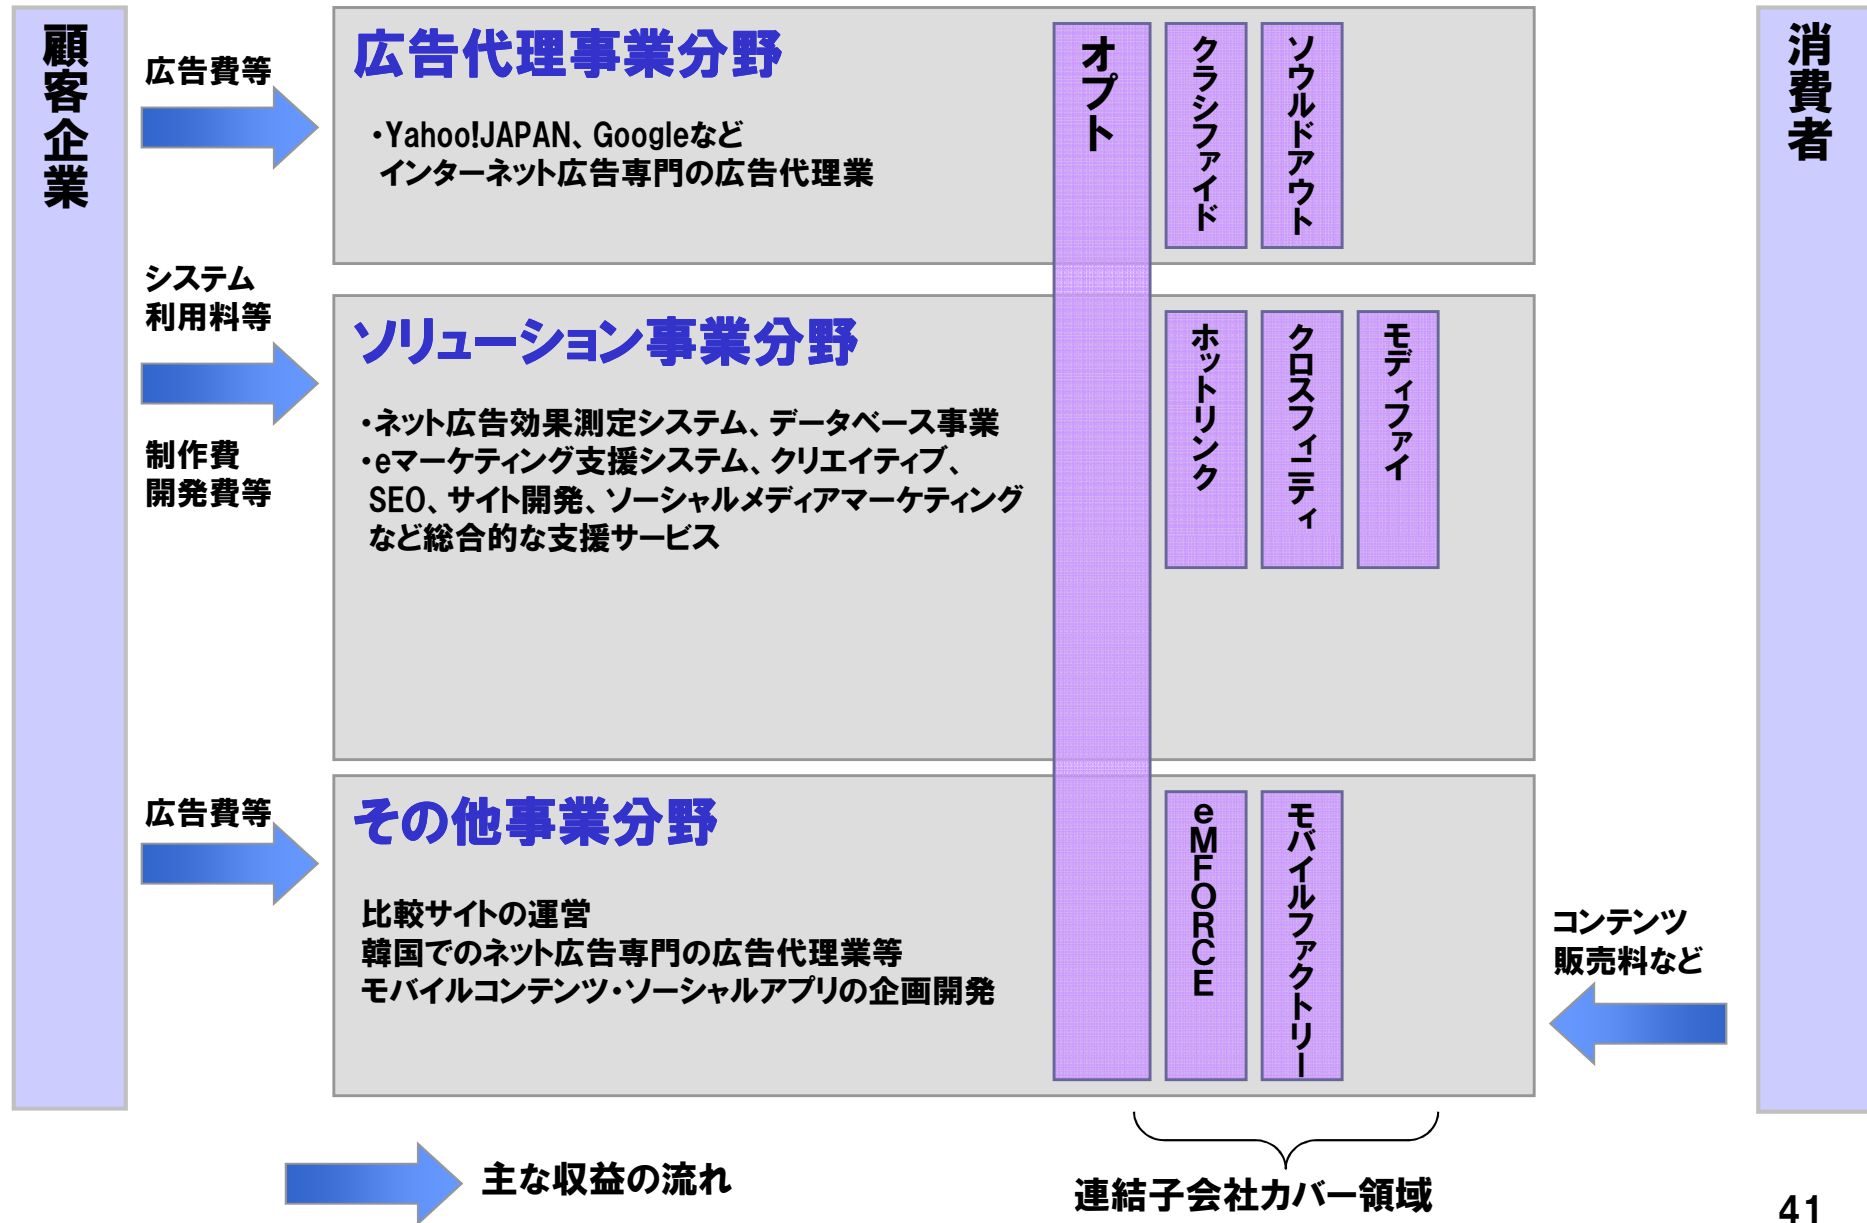 顧客企業
広告費等
広告代理事業分野
・Yahoo!JAPAN、Googleなど
インターネット広告専門の広告代理業
オプト
クラシファイド
ソウルドアウト
消費者
システム
利用料等
制作費
開発費等
ソリューション事業分野
・ネット広告効果測定システム、データベース事業
・eマーケティング支援システム、クリエイティブ、
SEO、サイト開発、ソーシャルメディアマーケティング
など総合的な支援サービス
ホットリンク
クロスフィニティ
モディファイ
広告費等
その他事業分野
比較サイトの運営
韓国でのネット広告専門の広告代理業等
モバイルコンテンツ・ソーシャルアプリの企画開発
eMFORCE
モバイルファクトリー
コンテンツ
販売料など
主な収益の流れ
連結子会社カバー領域
41